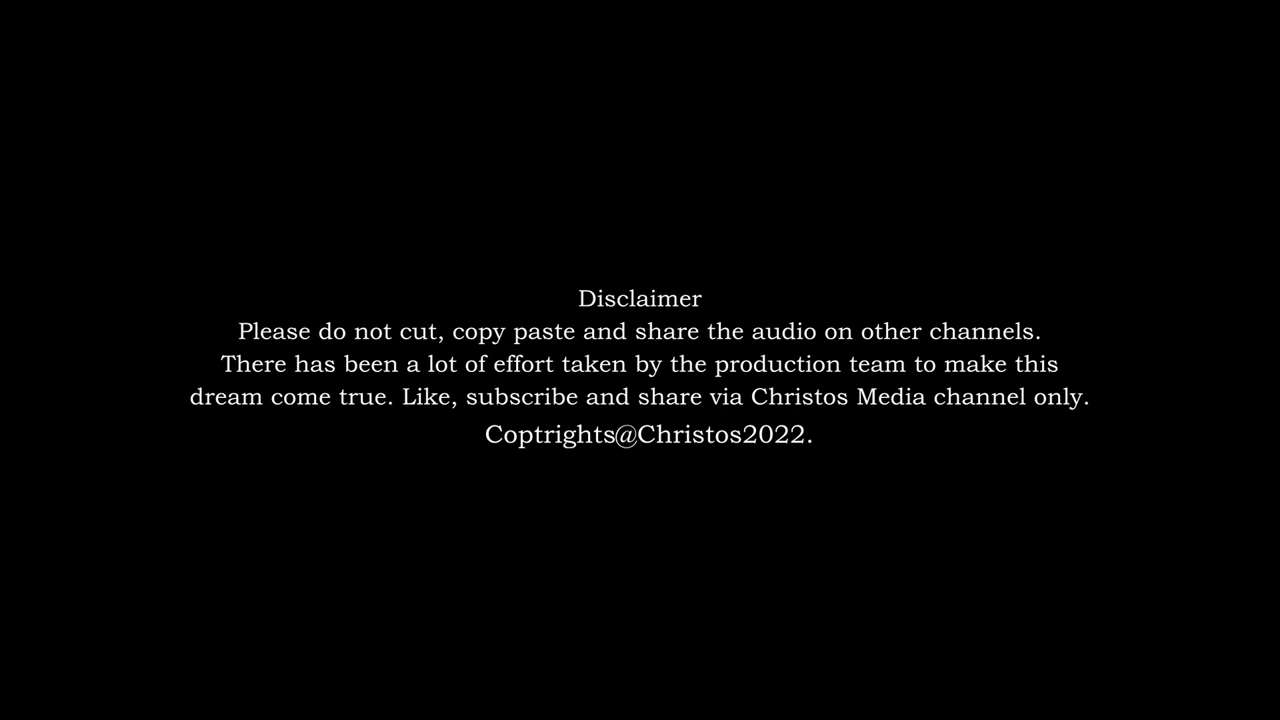 Disclaimer
Please do not cut, copy paste and share the audio on other channels.
There has been a lot of effort taken by the production team to make this
dream come true. Like, subscribe and share via Christos Media channel only.
Coptrights@Christos2022.